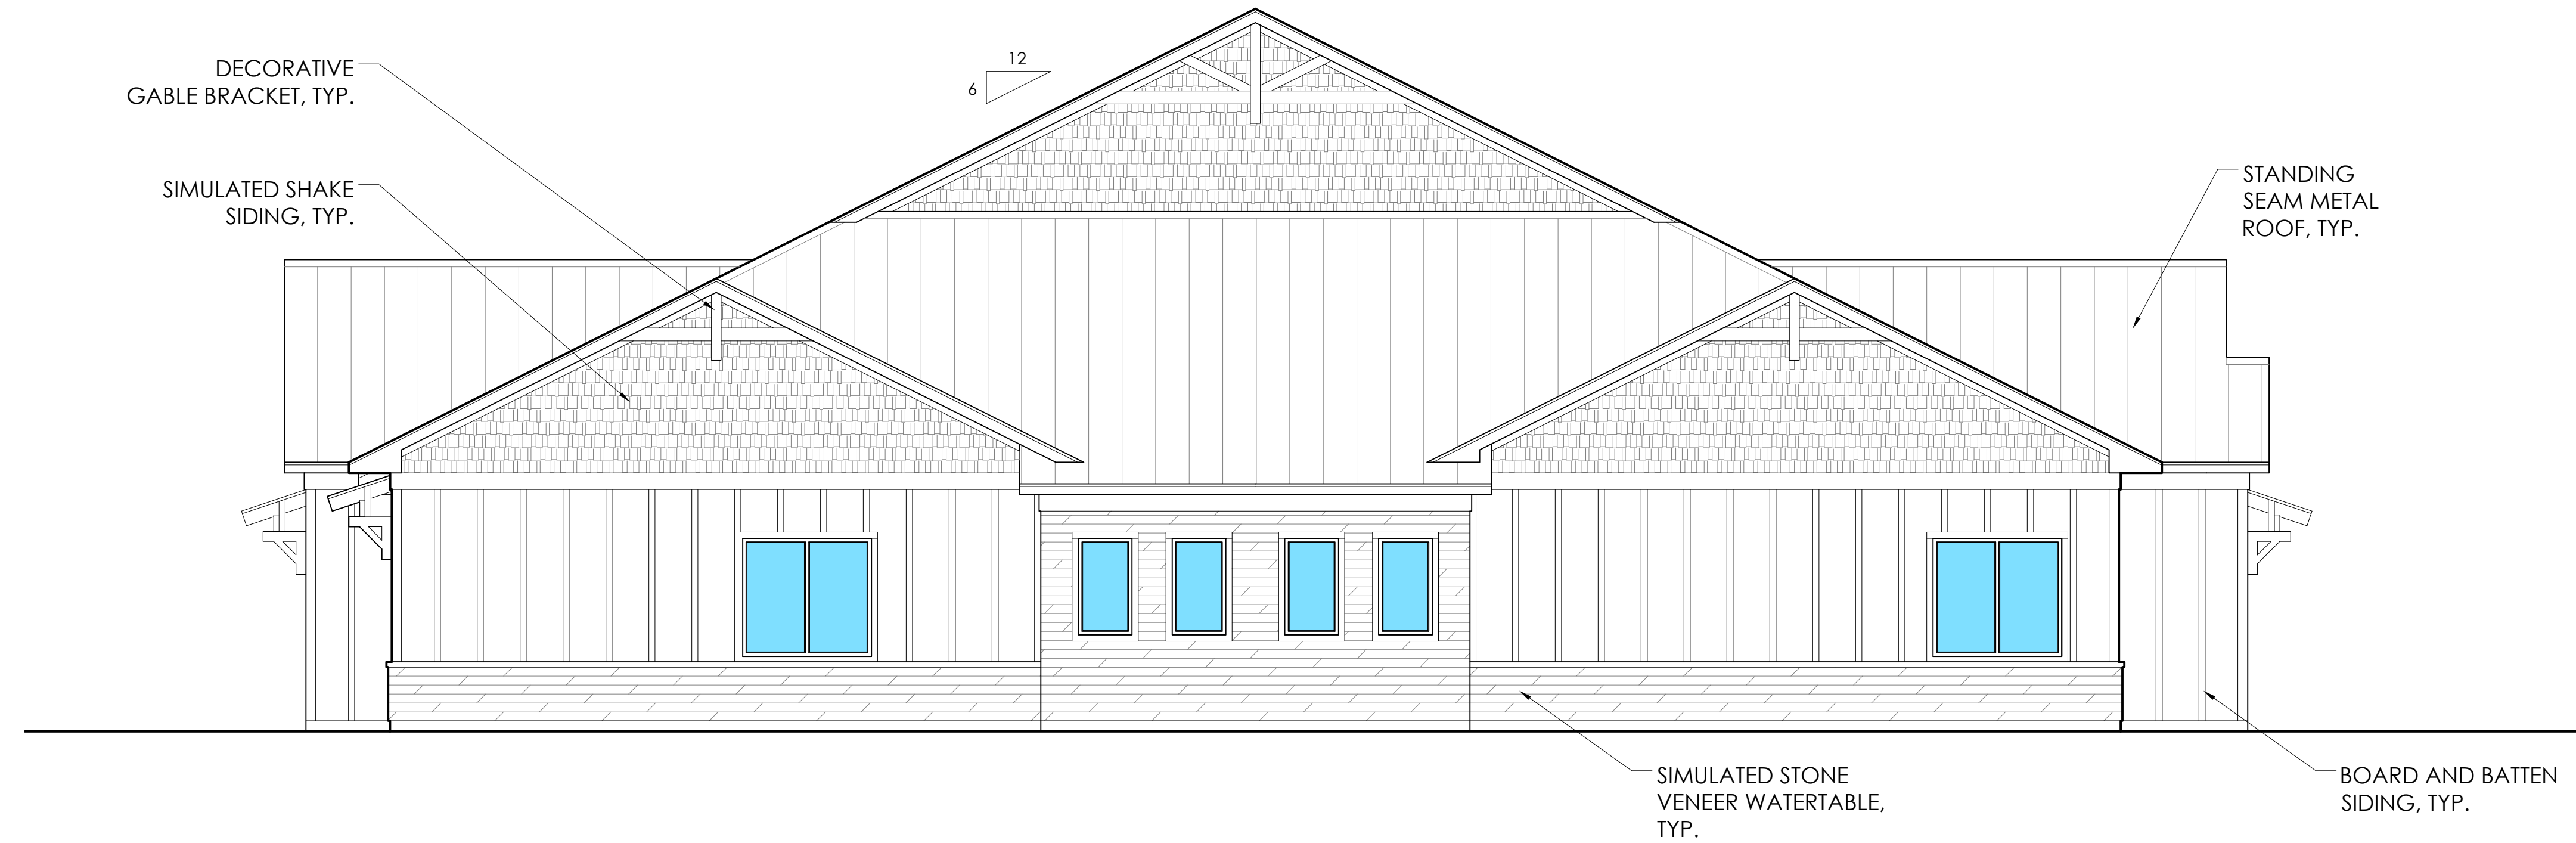 DECORATIVE
GABLE BRACKET, TYP.
12
6
SIMULATED SHAKE
SIDING, TYP.
STANDING
SEAM METAL
ROOF, TYP.
SIMULATED STONE
VENEER WATERTABLE,
TYP.
BOARD AND BATTEN
SIDING, TYP.